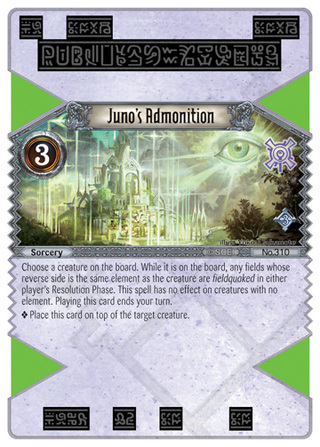 Juno's Admonition
3
Sorcery
No.310
Choose a creature on the board. While it is on the board, any fields whose
reverse side is the same element as the creature are fieldquaked in either
player's Resolution Phase. This spell has no effect on creatures with no
element. Playing this card ends your turn.
❖ Place this card on top of the target creature.